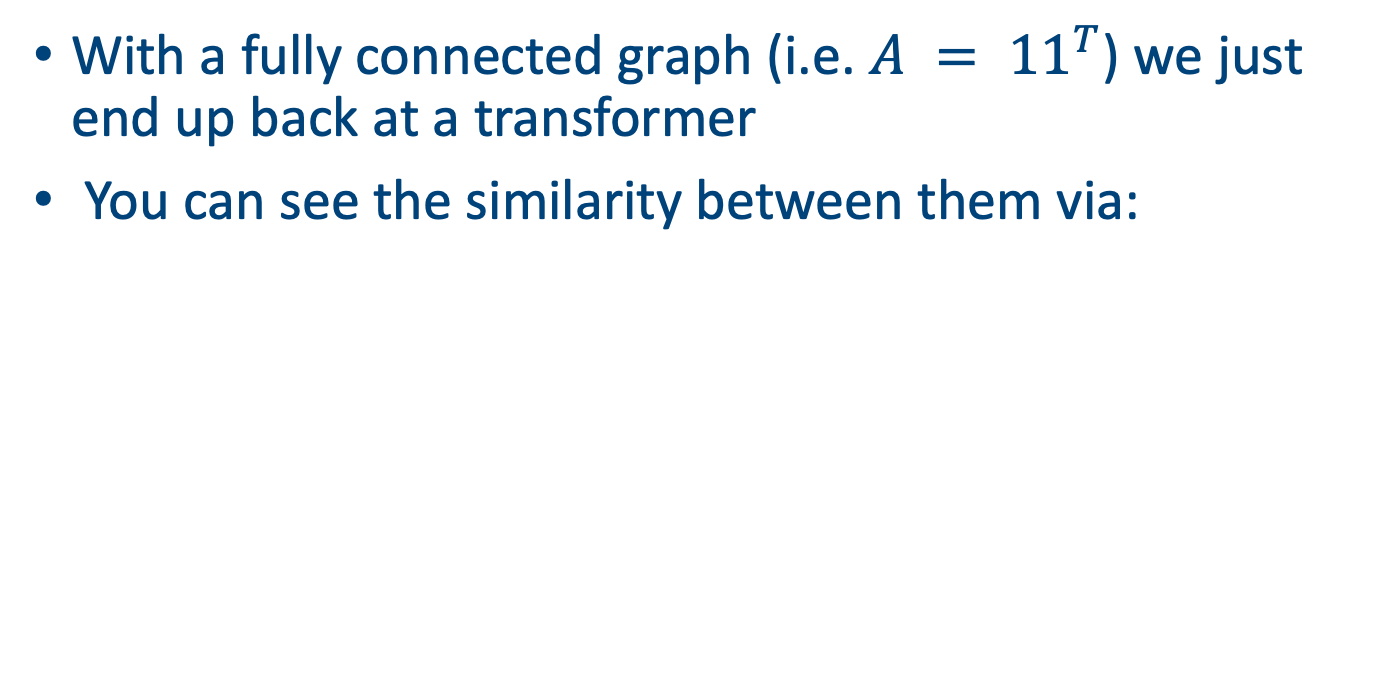 • With a fully connected graph (i.e. 𝐴 = 11ᵀ) we just
end up back at a transformer
• You can see the similarity between them via: